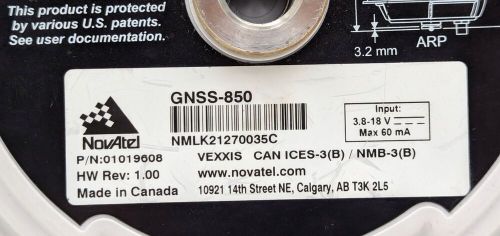 This product is protected
by various U.S. patents.
See user documentation.
3.2 mm
ARP
GNSS-850
NMLK21270035C
NovAtel
P/N:01019608
HW Rev: 1.00
Made in Canada
VEXXIS CAN ICES-3(B) / NMB-3(B)
www.novatel.com
10921 14th Street NE, Calgary, AB T3K 2L5
Input:
3.8-18 V
Max 60 mA